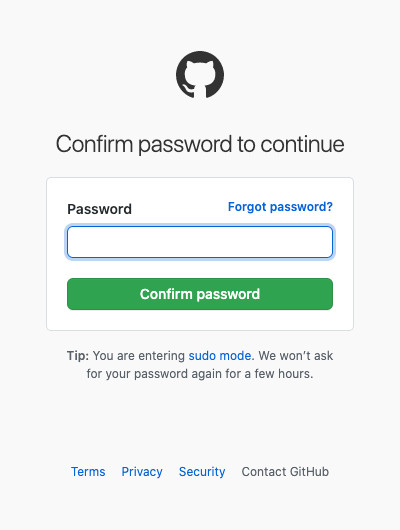 Confirm password to continue
Password Forgot password?
Confirm password
Tip: You are entering sudo mode. We won’t ask
for your password again for a few hours.
Terms Privacy Security Contact GitHub